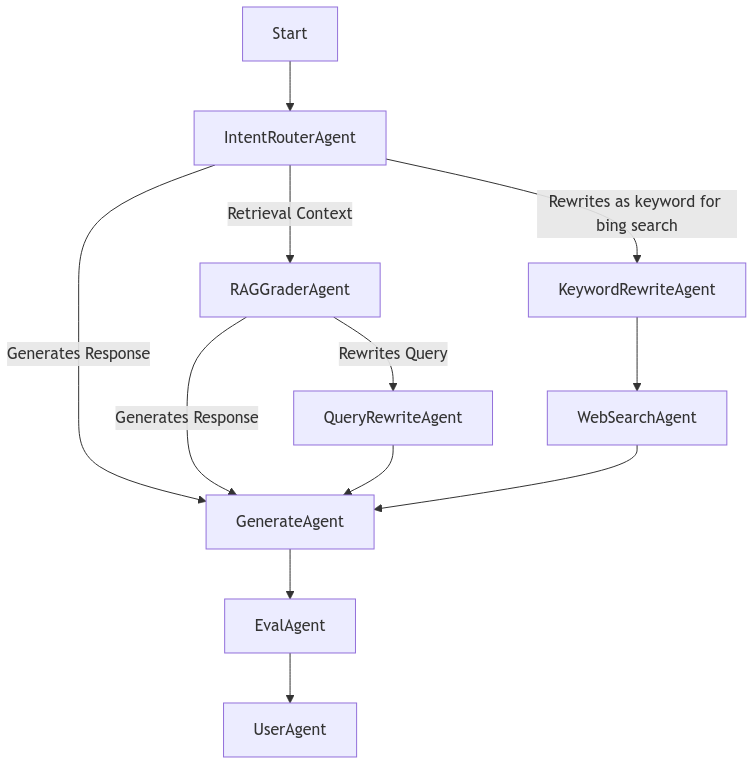 Start
IntentRouterAgent
Retrieval Context
Rewrites as keyword for
bing search
RAGGraderAgent
KeywordRewriteAgent
Generates Response
Rewrites Query
Generates Response
QueryRewriteAgent
WebSearchAgent
GenerateAgent
EvalAgent
UserAgent